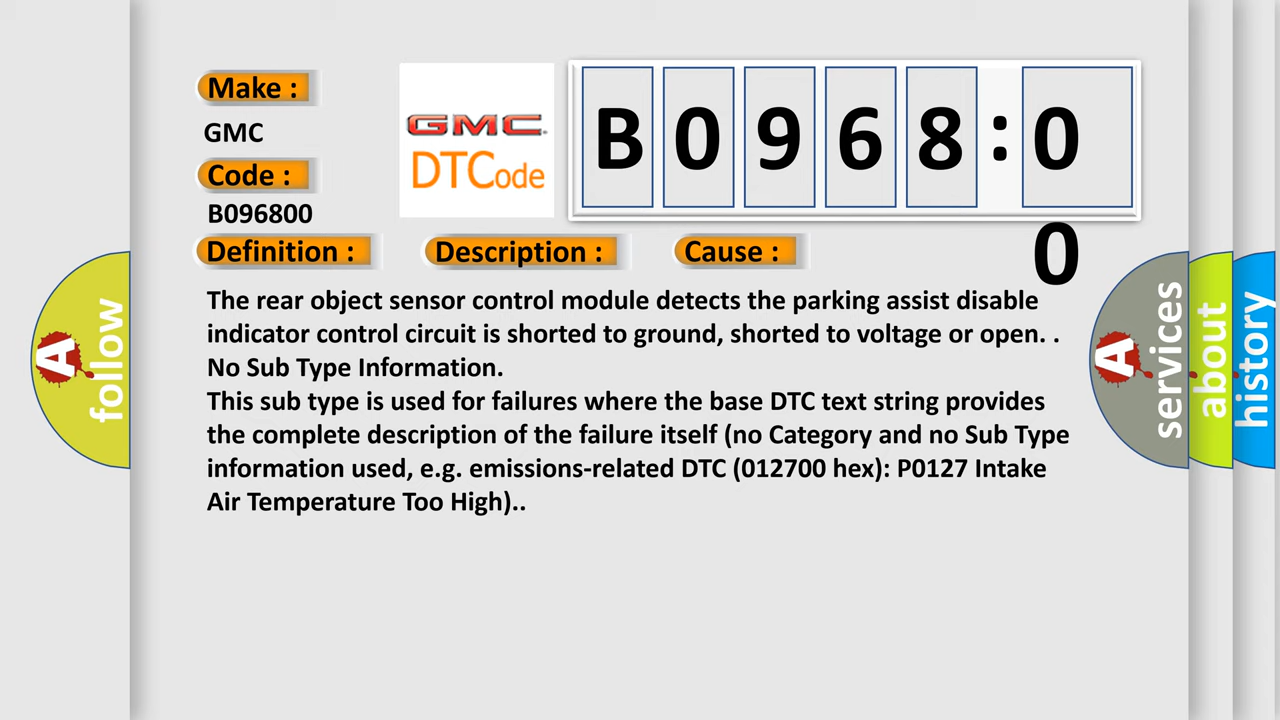 Make :
GMC
Code :
B096800
GMC
DTCode
B0968:0
0
Definition :
Description :
Cause :
The rear object sensor control module detects the parking assist disable
indicator control circuit is shorted to ground, shorted to voltage or open. .
No Sub Type Information.
This sub type is used for failures where the base DTC text string provides
the complete description of the failure itself (no Category and no Sub Type
information used, e.g. emissions-related DTC (012700 hex): P0127 Intake
Air Temperature Too High)..
A
follow
A
services
about
history